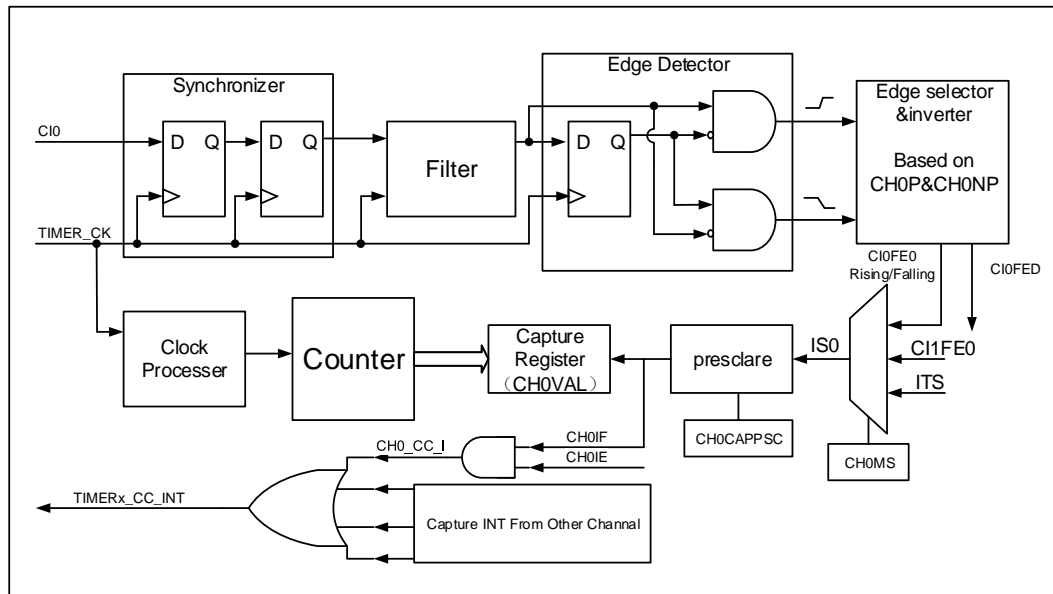 Edge Detector
Synchronizer
Edge selector
&inverter
Based on
CH0P&CH0NP
CI0
D Q
D Q
Filter
D Q
TIMER_CK
CI0FE0
Rising/Falling
CI0FED
Clock
Processer
Counter
Capture
Register
（CH0VAL）
presclare
IS0
CI1FE0
ITS
CH0CAPPSC
CH0MS
CH0_CC_I
CH0IF
CH0IE
TIMERx_CC_INT
Capture INT From Other Channel